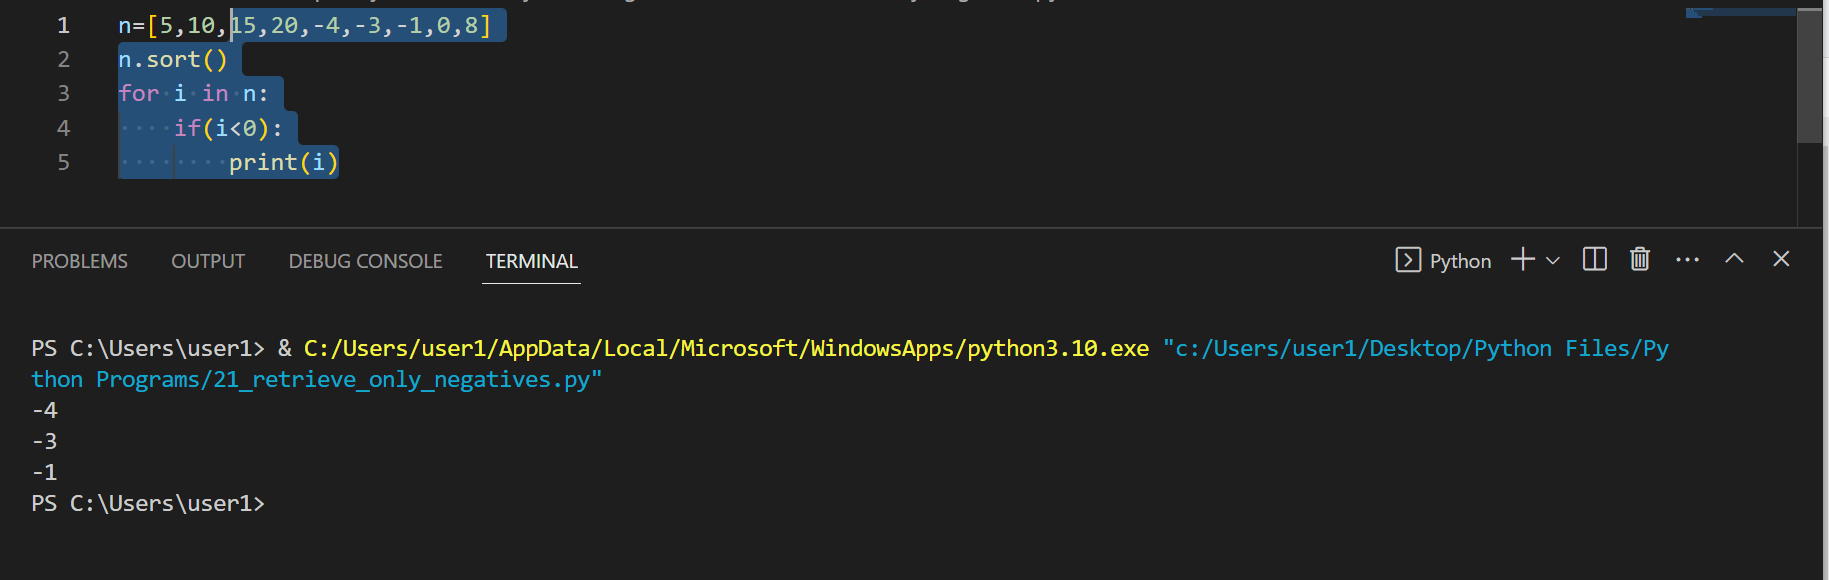 1 n=[5,10,15,20,-4,-3,-1,0,8]
2 n.sort()
3 for i in n:
4     if(i<0):
5         print(i)
PROBLEMS OUTPUT DEBUG CONSOLE TERMINAL Python
PS C:\Users\user1> & C:/Users/user1/AppData/Local/Microsoft/WindowsApps/python3.10.exe "c:/Users/user1/Desktop/Python Files/Py
thon Programs/21_retrieve_only_negatives.py"
-4
-3
-1
PS C:\Users\user1>